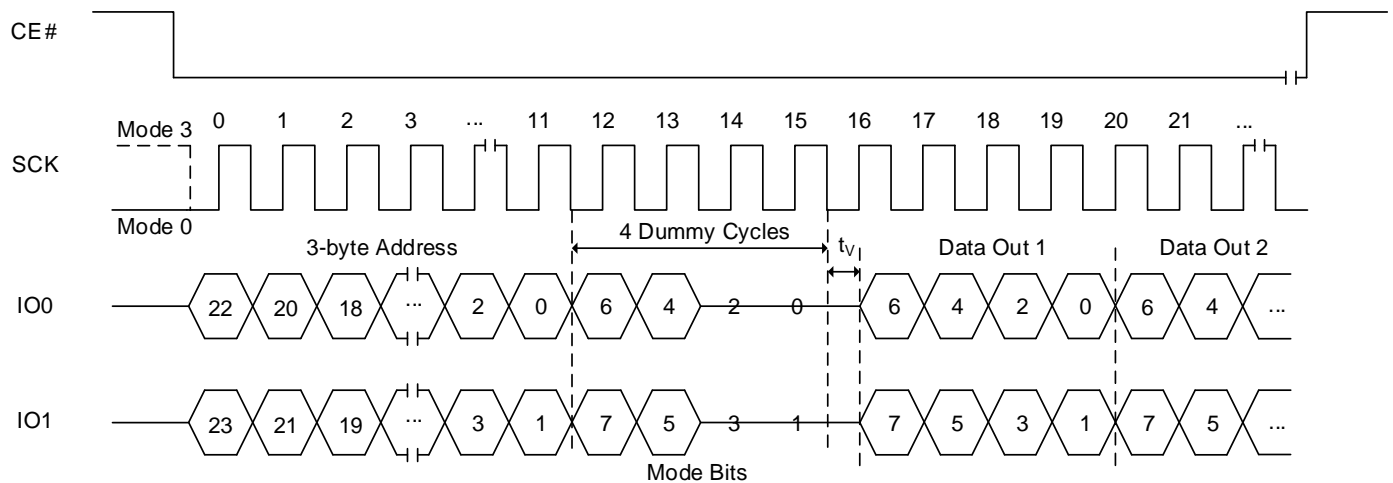 CE#
Mode 3 0 1 2 3 ... 11 12 13 14 15 16 17 18 19 20 21 ...
SCK
Mode 0
3-byte Address 4 Dummy Cycles tV Data Out 1 Data Out 2
IO0 22 20 18 ... 2 0 6 4 2 0 6 4 2 0 6 4 ...
IO1 23 21 19 ... 3 1 7 5 3 1 7 5 3 1 7 5 ...
Mode Bits